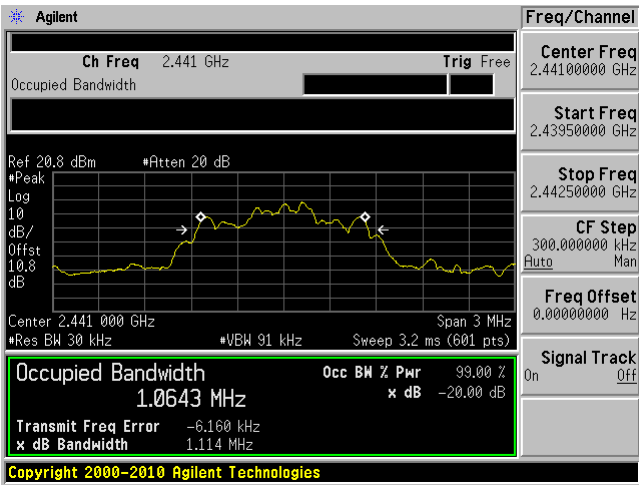 Agilent
Freq/Channel
Ch Freq 2.441 GHz Trig Free
Occupied Bandwidth
Center Freq
2.44100000 GHz
Start Freq
2.43950000 GHz
Stop Freq
2.44250000 GHz
CF Step
300.000000 kHz
Auto Man
Freq Offset
0.00000000 Hz
Signal Track
On Off
Ref 20.8 dBm #Atten 20 dB
#Peak
Log
10
dB/
Offst
10.8
dB
Center 2.441 000 GHz Span 3 MHz
#Res BW 30 kHz #VBW 91 kHz Sweep 3.2 ms (601 pts)
Occupied Bandwidth Occ BW % Pwr 99.00 %
1.0643 MHz x dB -20.00 dB
Transmit Freq Error -6.160 kHz
x dB Bandwidth 1.114 MHz
Copyright 2000-2010 Agilent Technologies